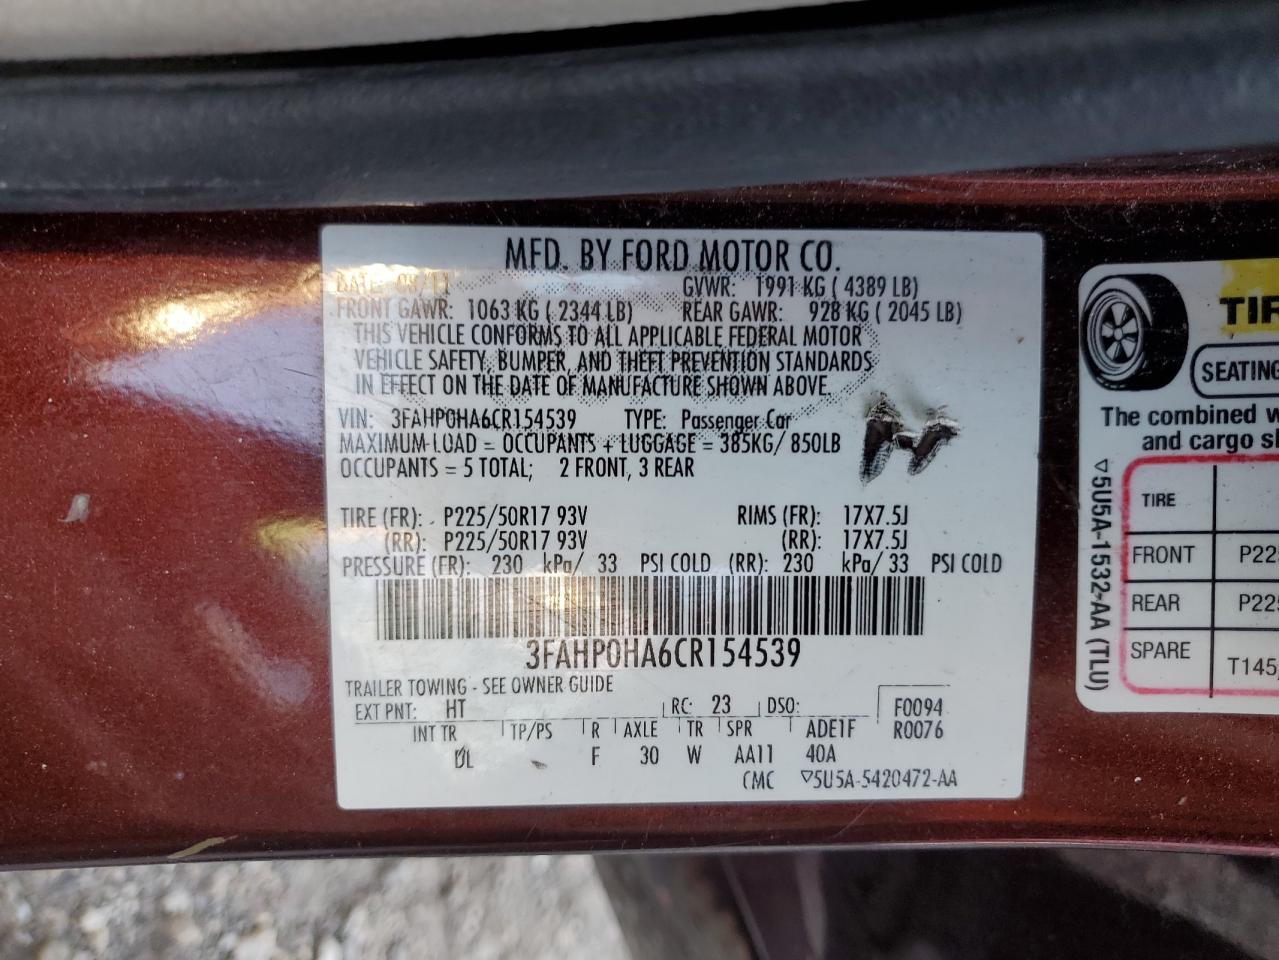 MFD. BY FORD MOTOR CO.
DATE: 08/11 GVWR: 1991 KG ( 4389 LB)
FRONT GAWR: 1063 KG ( 2344 LB) REAR GAWR: 928 KG ( 2045 LB)
THIS VEHICLE CONFORMS TO ALL APPLICABLE FEDERAL MOTOR
VEHICLE SAFETY, BUMPER, AND THEFT PREVENTION STANDARDS
IN EFFECT ON THE DATE OF MANUFACTURE SHOWN ABOVE.
VIN: 3FAHP0HA6CR154539 TYPE: Passenger Car
MAXIMUM LOAD = OCCUPANTS + LUGGAGE = 385KG/ 850LB
OCCUPANTS = 5 TOTAL; 2 FRONT, 3 REAR
TIRE (FR): P225/50R17 93V RIMS (FR): 17X7.5J
(RR): P225/50R17 93V (RR): 17X7.5J
PRESSURE (FR): 230 kPa/ 33 PSI COLD (RR): 230 kPa/ 33 PSI COLD
3FAHP0HA6CR154539
TRAILER TOWING - SEE OWNER GUIDE
EXT PNT: HT RC: 23 DSO: F0094
INT TR TP/PS R AXLE TR SPR ADE1F R0076
DL F 30 W AA11 40A
CMC ▽5U5A-5420472-AA
TIR
SEATING
The combined w
and cargo sh
▽5U5A-1532-AA (TLU)
TIRE
FRONT P22
REAR P225
SPARE T145